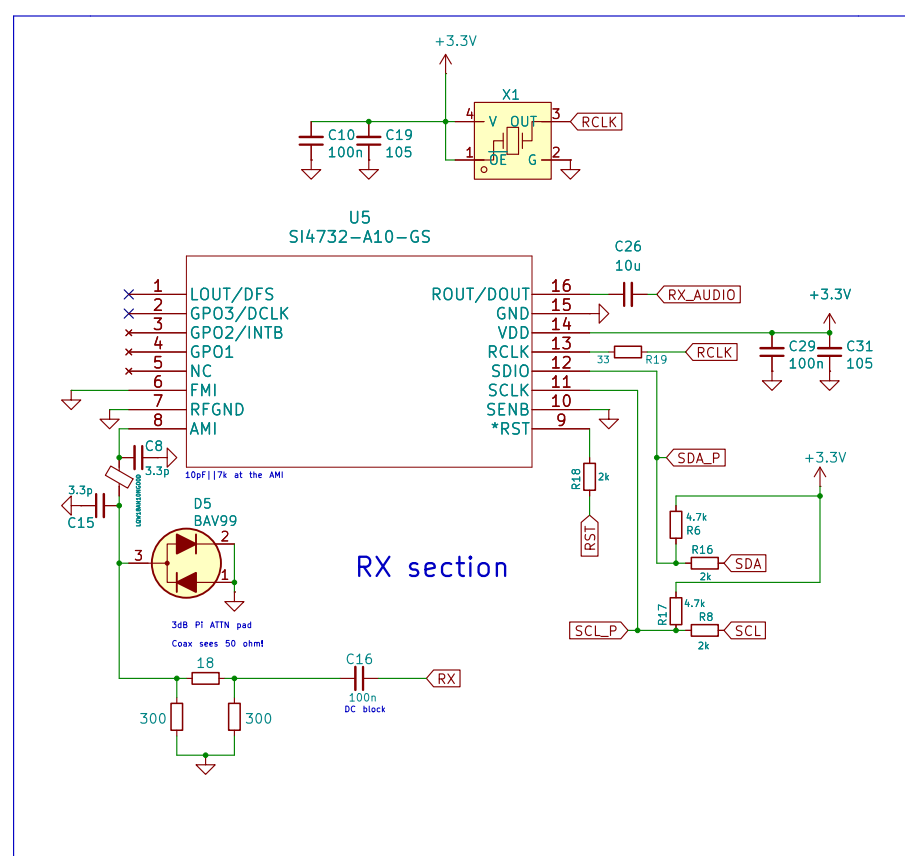 +3.3V
X1
4 V OUT 3
RCLK
C10
100n
C19
105
1 OE G 2
U5
SI4732-A10-GS
C26
10u
1 LOUT/DFS
2 GPO3/DCLK
3 GPO2/INTB
4 GPO1
5 NC
6 FMI
7 RFGND
8 AMI
ROUT/DOUT 16
GND 15
VDD 14
RCLK 13
SDIO 12
SCLK 11
SENB 10
*RST 9
RX_AUDIO
+3.3V
33
R19
RCLK
C29
100n
C31
105
C8
3.3p
10pF||7k at the AMI
3.3p
C15
R18
2k
RST
SDA_P
+3.3V
4.7k
R6
R16
2k
SDA
D5
BAV99
3
2
1
RX section
R17
4.7k
R8
2k
SCL_P
SCL
3dB Pi ATTN pad
Coax sees 50 ohm!
18
300
300
C16
100n
DC block
RX